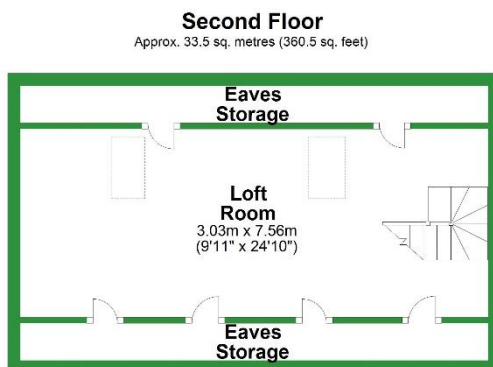 Second Floor
Approx. 33.5 sq. metres (360.5 sq. feet)
Eaves
Storage
Loft
Room
3.03m x 7.56m
(9'11" x 24'10")
Eaves
Storage